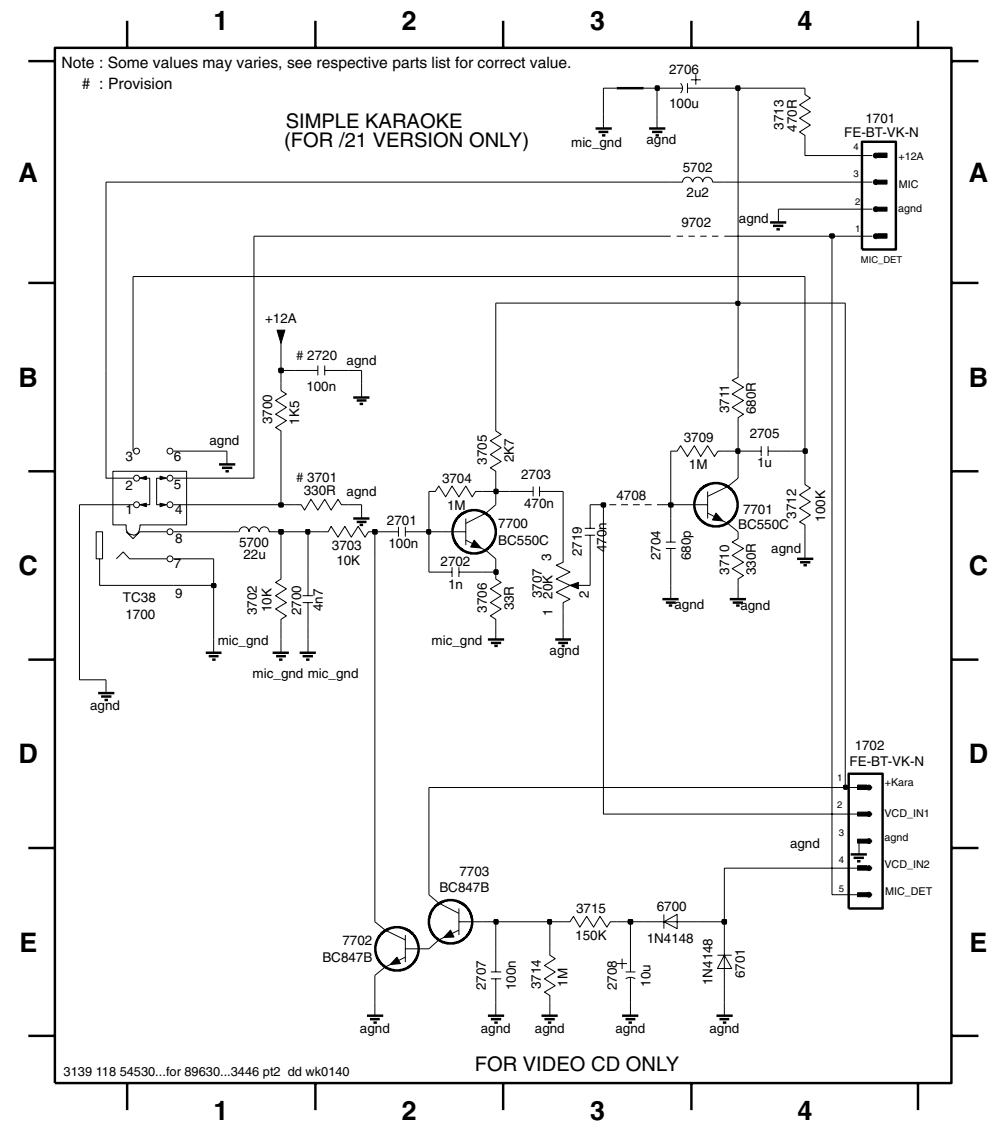 1
2
3
4
Note : Some values may varies, see respective parts list for correct value.
# : Provision
SIMPLE KARAOKE
(FOR /21 VERSION ONLY)
2706
+
100u
mic_gnd
agnd
3713
470R
1701
FE-BT-VK-N
4
+12A
3
MIC
2
agnd
1
MIC_DET
A
A
5702
2u2
agnd
9702
+12A
# 2720
agnd
100n
B
B
3700
1K5
3711
680R
agnd
3
6
2
5
1
4
8
7
9
TC38
1700
# 3701
330R
agnd
3705
2K7
3704
1M
2703
470n
3709
1M
2705
1u
5700
22u
3703
10K
2701
100n
7700
BC550C
2702
1n
2719
470n
4708
2704
680p
7701
BC550C
3712
100K
agnd
C
C
3702
10K
2700
4n7
3706
33R
3707
20K
3
1
2
3710
330R
agnd
agnd
mic_gnd
mic_gnd
agnd
mic_gnd
mic_gnd
agnd
D
D
1702
FE-BT-VK-N
1
+Kara
2
VCD_IN1
agnd
3
agnd
4
VCD_IN2
5
MIC_DET
7703
BC847B
7702
BC847B
3715
150K
6700
1N4148
E
E
2707
100n
3714
1M
2708
+
10u
1N4148
6701
agnd
agnd
agnd
agnd
agnd
FOR VIDEO CD ONLY
3139 118 54530...for 89630...3446 pt2 dd wk0140
1
2
3
4